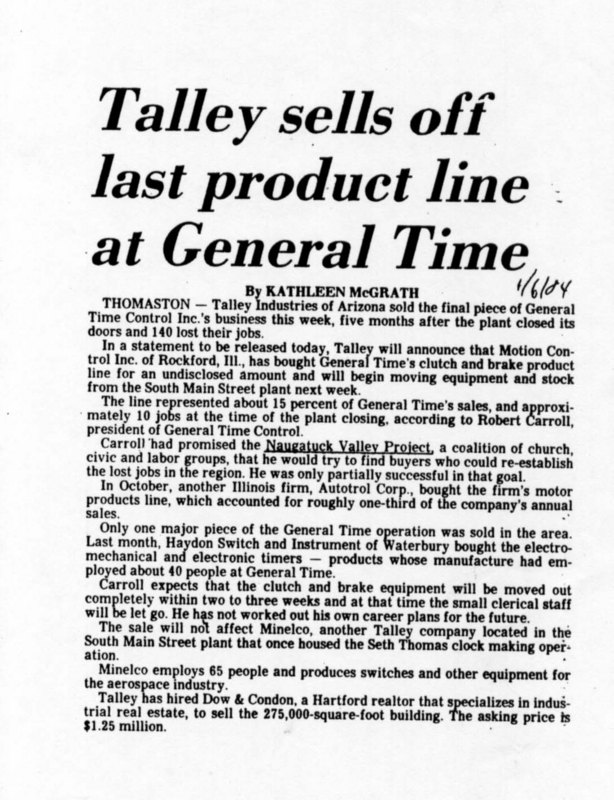 Talley sells off
last product line
at General Time
1/6/84
By KATHLEEN McGRATH
THOMASTON — Talley Industries of Arizona sold the final piece of General
Time Control Inc.'s business this week, five months after the plant closed its
doors and 140 lost their jobs.
In a statement to be released today, Talley will announce that Motion Con-
trol Inc. of Rockford, Ill., has bought General Time's clutch and brake product
line for an undisclosed amount and will begin moving equipment and stock
from the South Main Street plant next week.
The line represented about 15 percent of General Time's sales, and approxi-
mately 10 jobs at the time of the plant closing, according to Robert Carroll,
president of General Time Control.
Carroll had promised the Naugatuck Valley Project, a coalition of church,
civic and labor groups, that he would try to find buyers who could re-establish
the lost jobs in the region. He was only partially successful in that goal.
In October, another Illinois firm, Autotrol Corp., bought the firm's motor
products line, which accounted for roughly one-third of the company's annual
sales.
Only one major piece of the General Time operation was sold in the area.
Last month, Haydon Switch and Instrument of Waterbury bought the electro-
mechanical and electronic timers — products whose manufacture had em-
ployed about 40 people at General Time.
Carroll expects that the clutch and brake equipment will be moved out
completely within two to three weeks and at that time the small clerical staff
will be let go. He has not worked out his own career plans for the future.
The sale will not affect Minelco, another Talley company located in the
South Main Street plant that once housed the Seth Thomas clock making oper-
ation.
Minelco employs 65 people and produces switches and other equipment for
the aerospace industry.
Talley has hired Dow & Condon, a Hartford realtor that specializes in indus-
trial real estate, to sell the 275,000-square-foot building. The asking price is
$1.25 million.